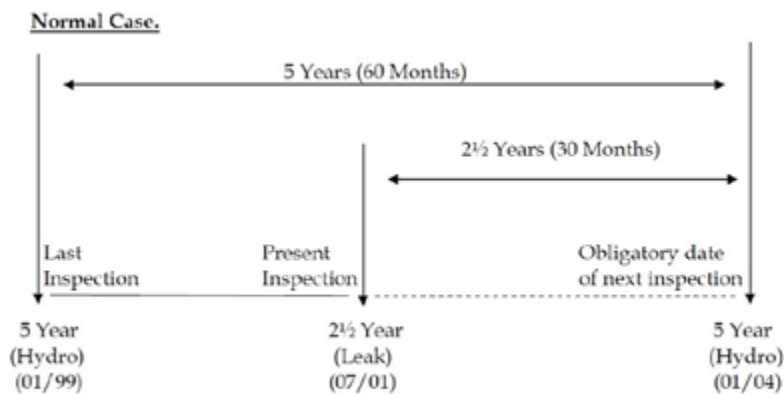 Normal Case.
5 Years (60 Months)
2½ Years (30 Months)
Last
Inspection
Present
Inspection
Obligatory date
of next inspection
5 Year
(Hydro)
(01/99)
2½ Year
(Leak)
(07/01)
5 Year
(Hydro)
(01/04)